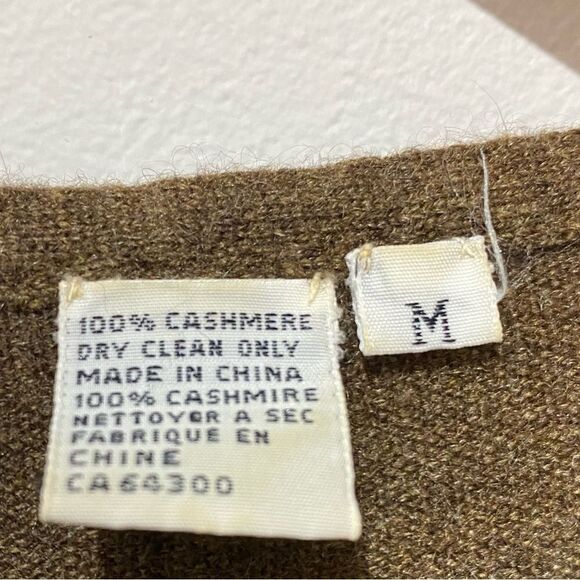 100% CASHMERE
DRY CLEAN ONLY
MADE IN CHINA
100% CASHMIRE
NETTOYER A SEC
FABRIQUE EN
CHINE
CA 64300
M